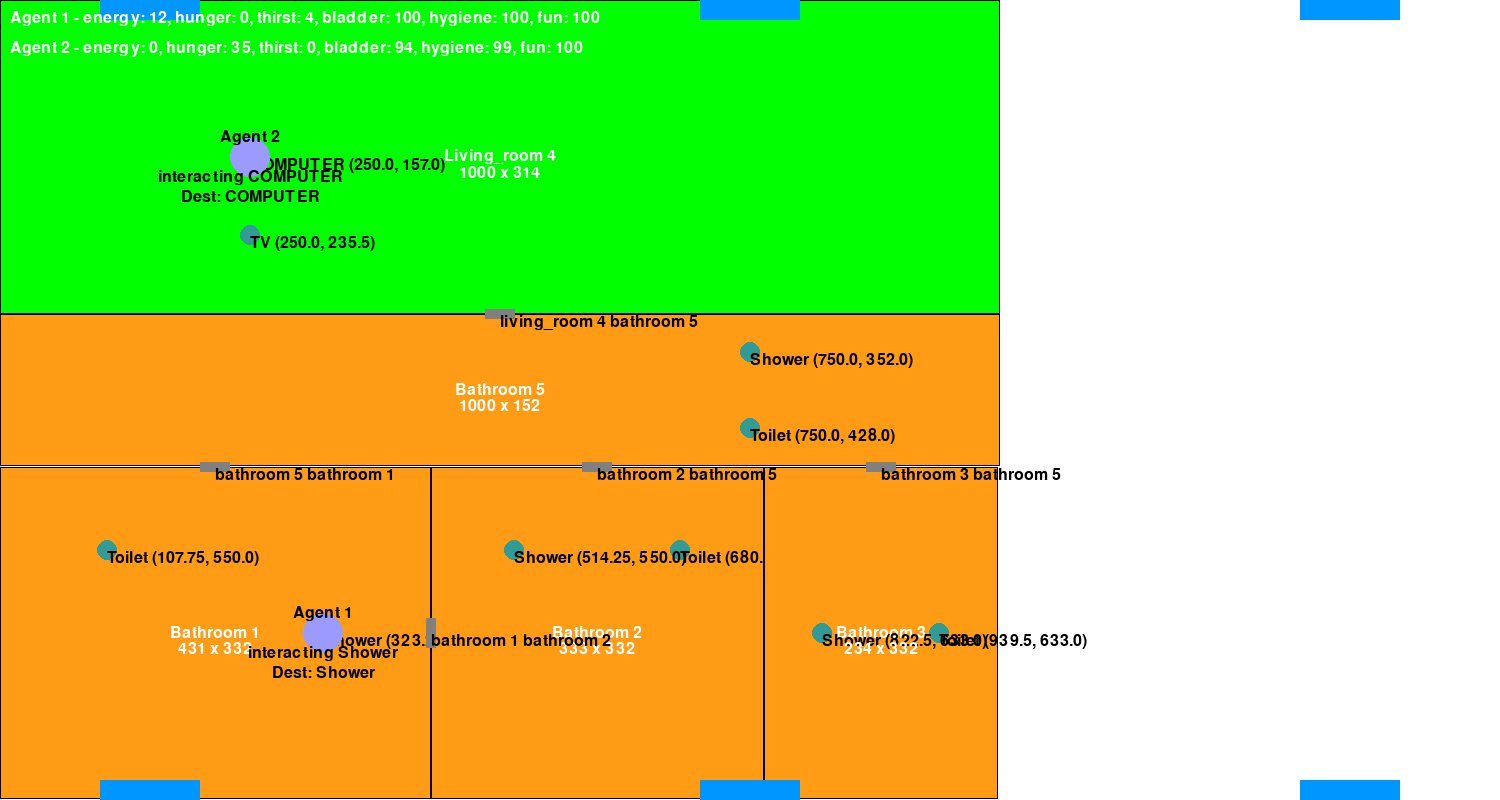 Agent 1 - energy: 12, hunger: 0, thirst: 4, bladder: 100, hygiene: 100, fun: 100
Agent 2 - energy: 0, hunger: 35, thirst: 0, bladder: 94, hygiene: 99, fun: 100
Agent 2
OMPUTER (250.0, 157.0)
Living_room 4
1000 x 314
interacting COMPUTER
Dest: COMPUTER
TV (250.0, 235.5)
living_room 4 bathroom 5
Shower (750.0, 352.0)
Bathroom 5
1000 x 152
Toilet (750.0, 428.0)
bathroom 5 bathroom 1
bathroom 2 bathroom 5
bathroom 3 bathroom 5
Toilet (107.75, 550.0)
Shower (514.25, 550.0)
Toilet (680.
Agent 1
Bathroom 1
431 x 332
ower (323.
interacting Shower
Dest: Shower
bathroom 1 bathroom 2
Bathroom 2
333 x 332
Shower (822.5, 633.0)
Bathroom 3
234 x 332
Toilet (939.5, 633.0)